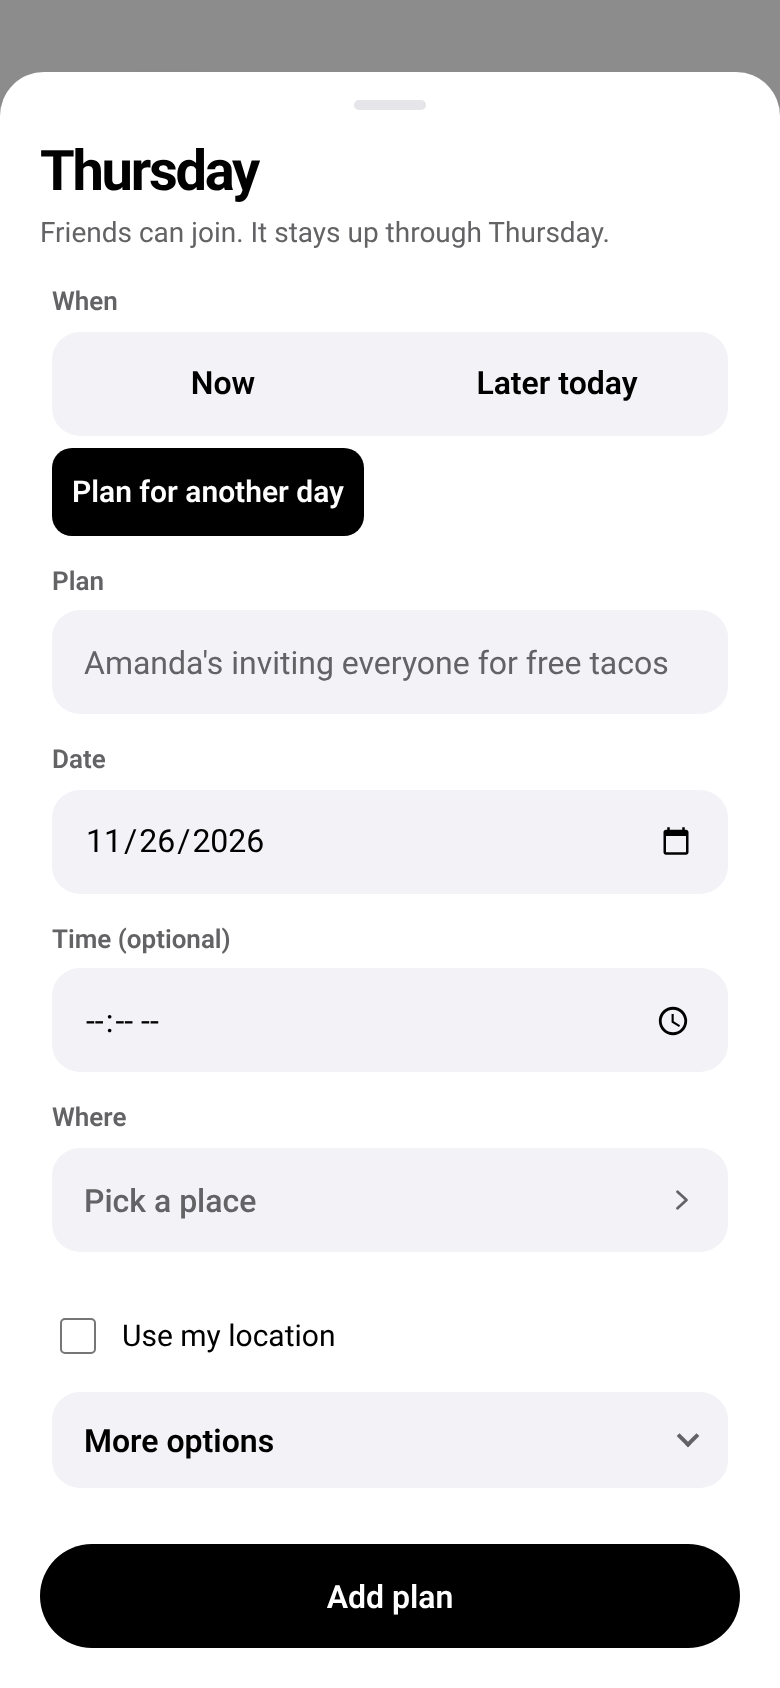 Thursday
Friends can join. It stays up through Thursday.
When
Now
Later today
Plan for another day
Plan
Amanda's inviting everyone for free tacos
Date
11/26/2026
Time (optional)
--:-- --
Where
Pick a place
Use my location
More options
Add plan